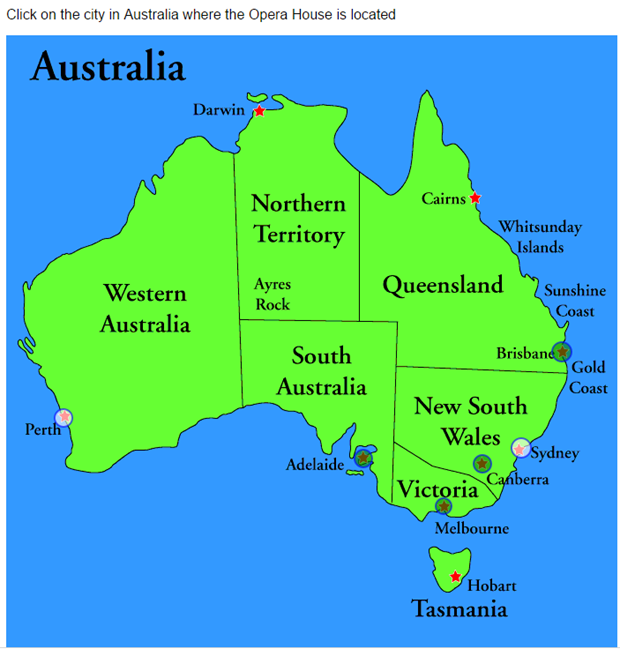 Click on the city in Australia where the Opera House is located
Australia
Darwin
Cairns
Northern
Territory
Whitsunday
Islands
Ayres
Rock
Queensland
Western
Australia
Sunshine
Coast
South
Australia
Brisbane
Gold
Coast
New South
Wales
Perth
Sydney
Adelaide
Canberra
Victoria
Melbourne
Hobart
Tasmania